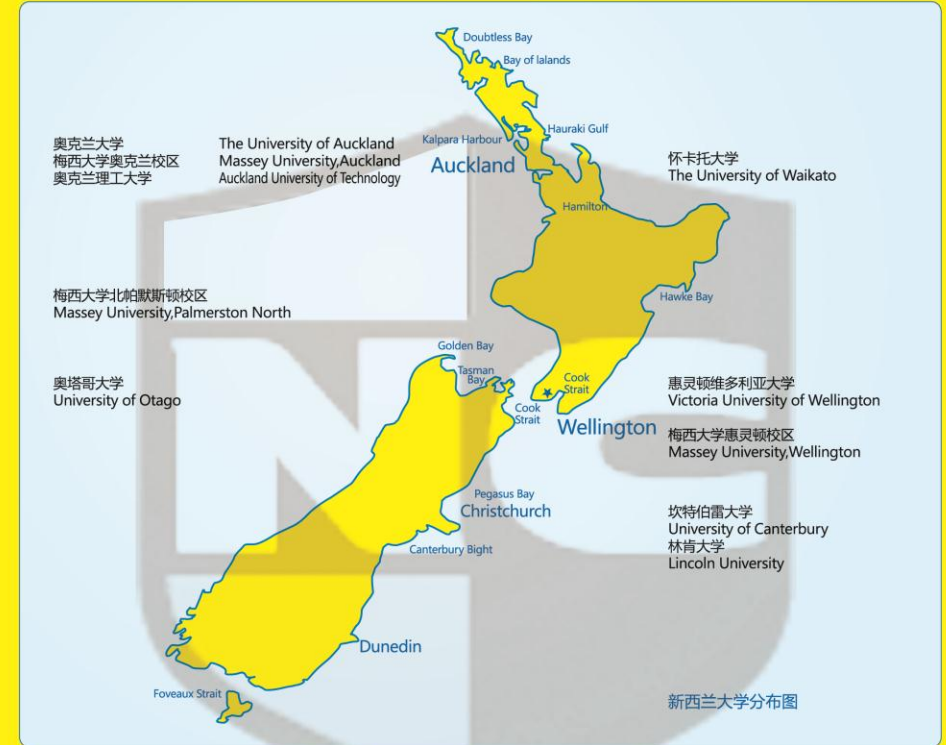 Doubtless Bay
Bay of lalands
Hauraki Gulf
Kalpara Harbour
Auckland
Hamilton
Hawke Bay
奥克兰大学
梅西大学奥克兰校区
奥克兰理工大学
The University of Auckland
Massey University,Auckland
Auckland University of Technology
怀卡托大学
The University of Waikato
梅西大学北帕默斯顿校区
Massey University,Palmerston North
奥塔哥大学
University of Otago
Golden Bay
Tasman
Bay
Cook
Strait
Cook
Strait
Wellington
惠灵顿维多利亚大学
Victoria University of Wellington
梅西大学惠灵顿校区
Massey University,Wellington
Pegasus Bay
Christchurch
Canterbury Bight
坎特伯雷大学
University of Canterbury
林肯大学
Lincoln University
Dunedin
Foveaux Strait
新西兰大学分布图
NC